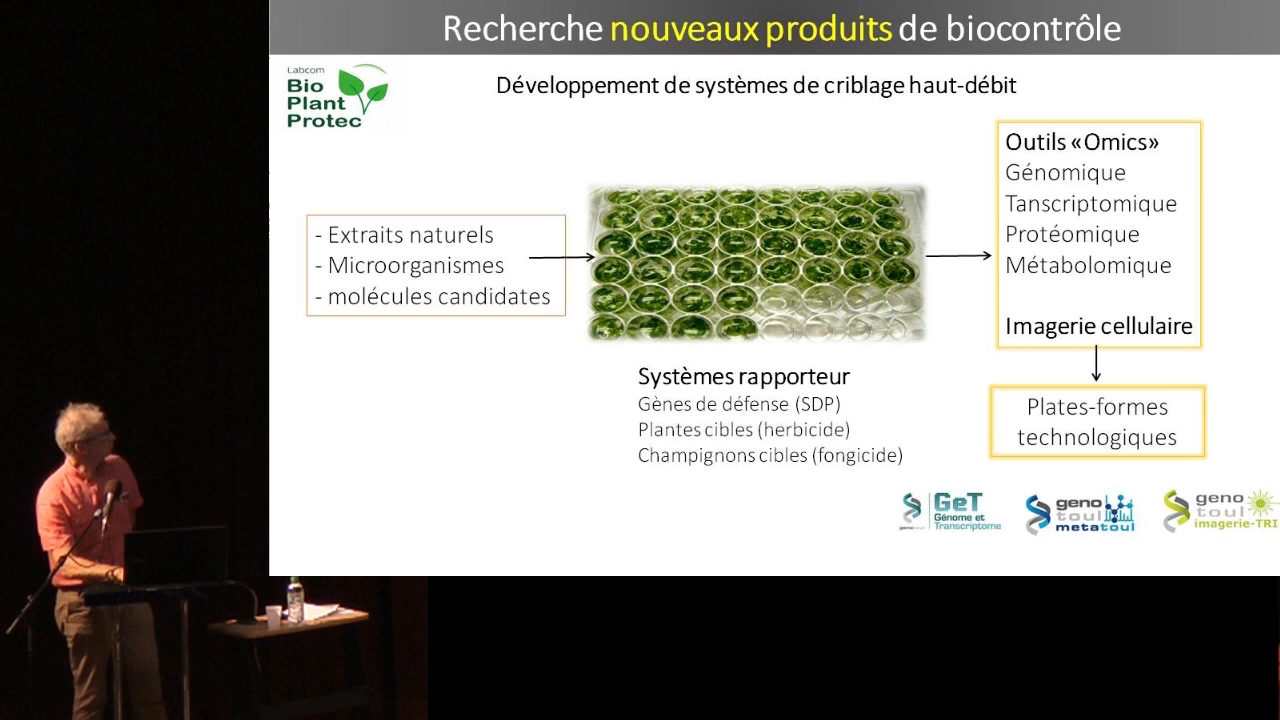 Recherche nouveaux produits de biocontrôle
Labcom
Bio
Plant
Protec
Développement de systèmes de criblage haut-débit
- Extraits naturels
- Microorganismes
- molécules candidates
Outils «Omics»
Génomique
Tanscriptomique
Protéomique
Métabolomique
Imagerie cellulaire
Systèmes rapporteur
Gènes de défense (SDP)
Plantes cibles (herbicide)
Champignons cibles (fongicide)
Plates-formes
technologiques
GeT
Génome et
Transcriptome
geno
toul
metatoul
geno
toul
imagerie-TRI